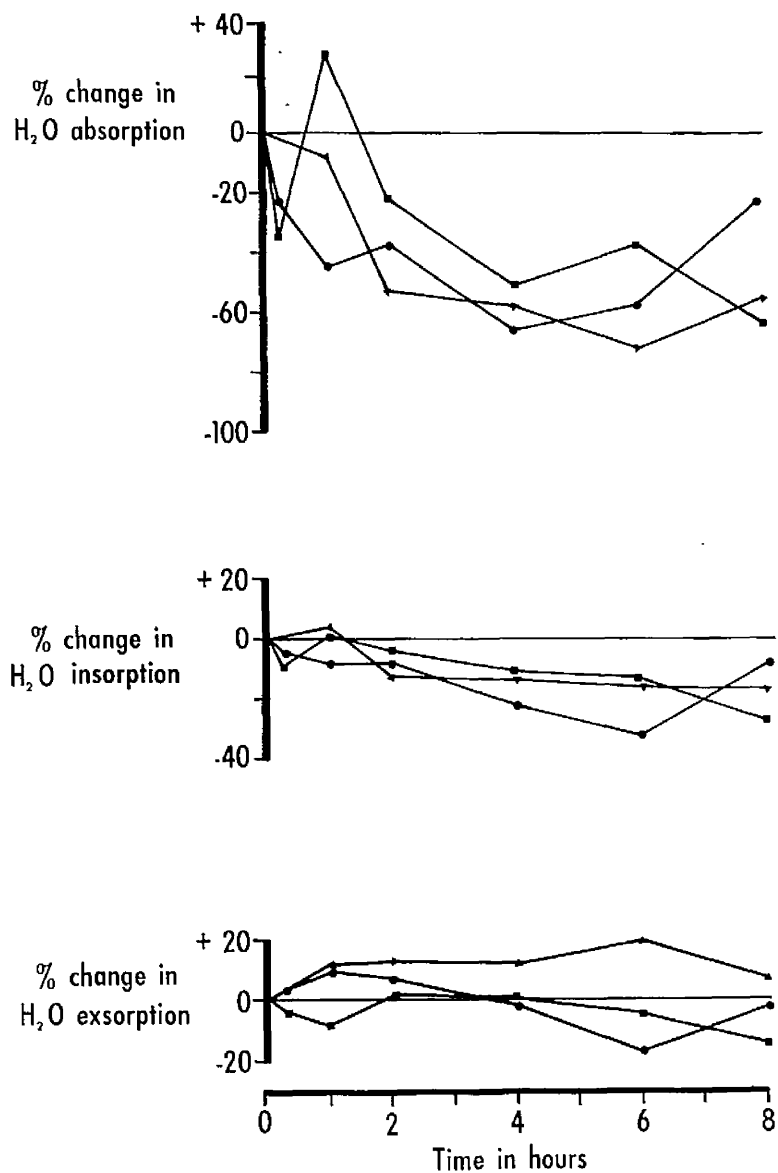 + 40
% change in
H₂O absorption
0
-20
-60
-100
+ 20
% change in
H₂O insorption
0
-40
+ 20
% change in
H₂O exsorption
0
-20
0 2 4 6 8
Time in hours